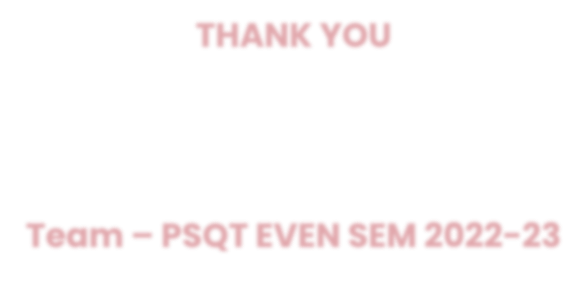 THANK YOU
Team – PSQT EVEN SEM 2022-23